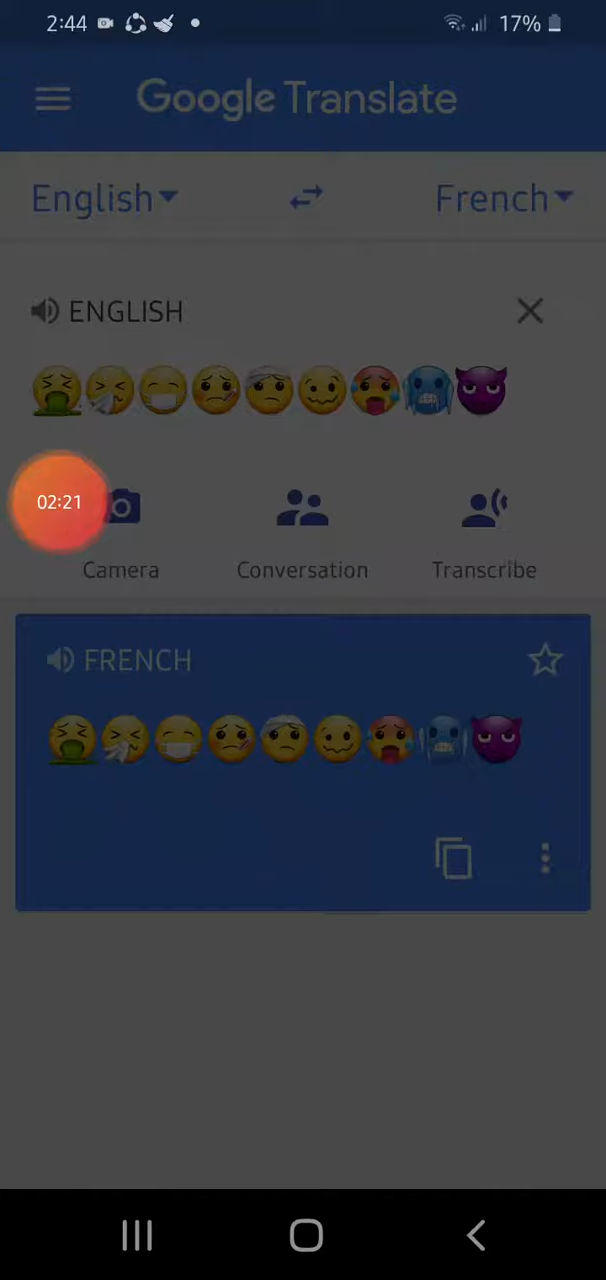 2:44 17%
Google Translate
English French
ENGLISH
🤮🤧😷🤒🤕🥴🥵🥶😈
02:21
Camera Conversation Transcribe
FRENCH
🤮🤧😷🤒🤕🥴🥵🥶😈